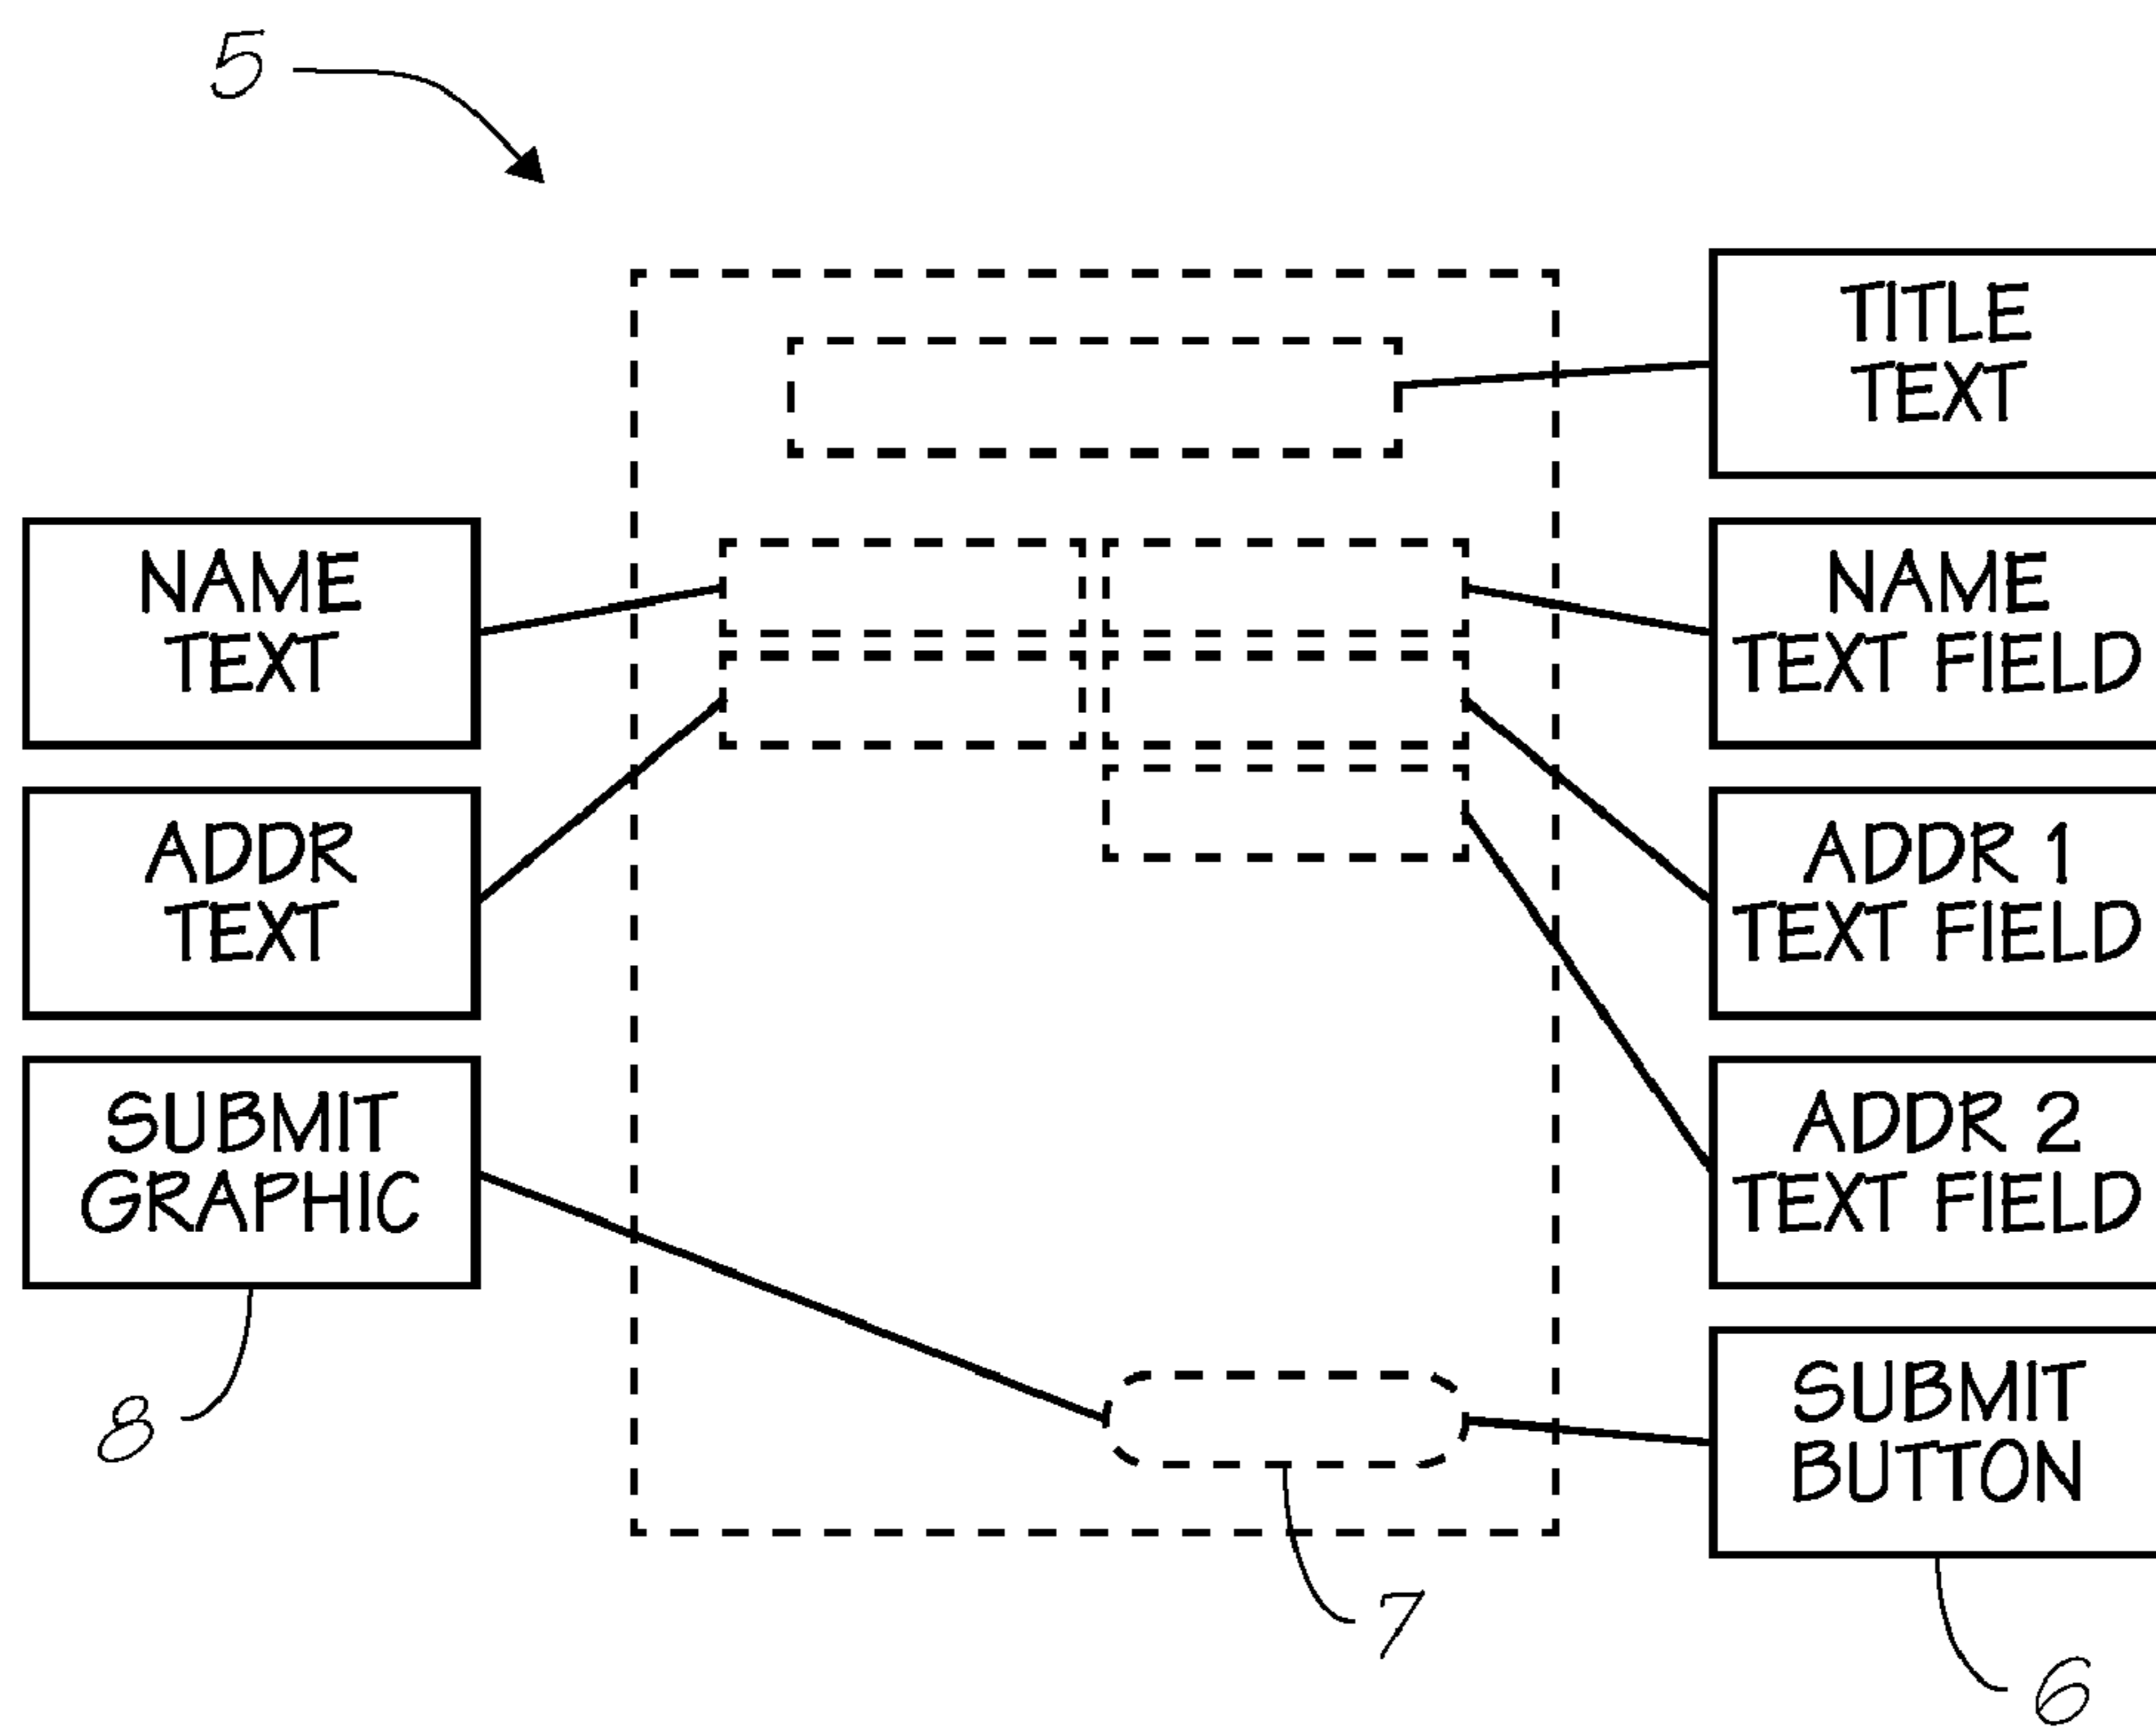 5
TITLE
TEXT
NAME
TEXT
NAME
TEXT FIELD
ADDR
TEXT
ADDR 1
TEXT FIELD
SUBMIT
GRAPHIC
ADDR 2
TEXT FIELD
SUBMIT
BUTTON
8
7
6